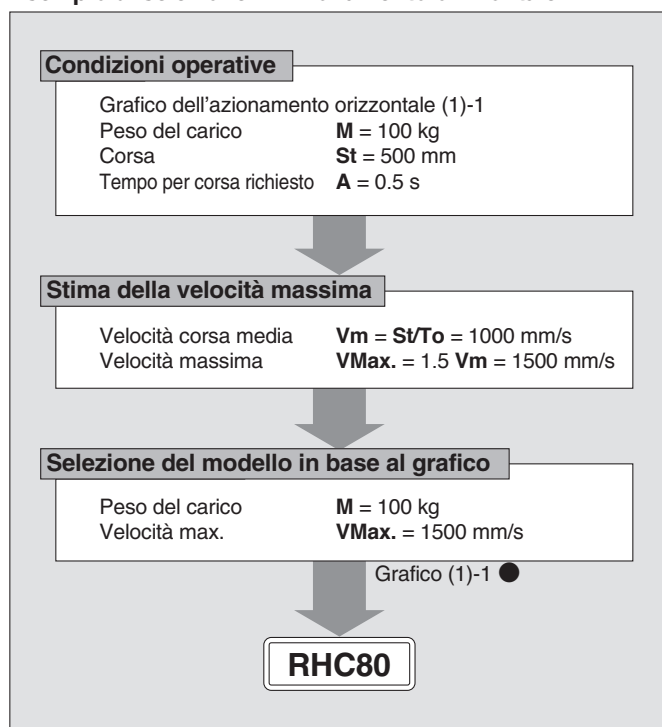 Condizioni operative
Grafico dell'azionamento orizzontale (1)-1
Peso del carico M = 100 kg
Corsa St = 500 mm
Tempo per corsa richiesto A = 0.5 s
Stima della velocità massima
Velocità corsa media Vm = St/To = 1000 mm/s
Velocità massima VMax. = 1.5 Vm = 1500 mm/s
Selezione del modello in base al grafico
Peso del carico M = 100 kg
Velocità max. VMax. = 1500 mm/s
Grafico (1)-1 ●
RHC80